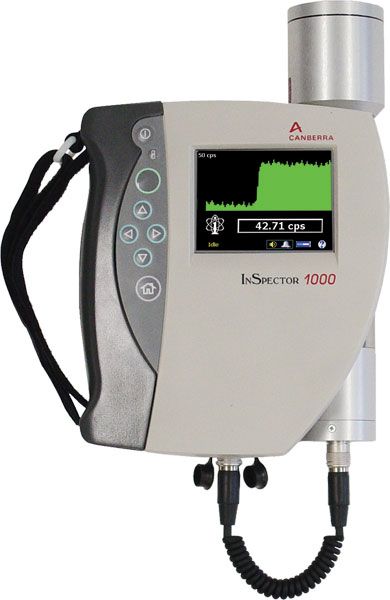 CANBERRA
50 cps
42.71 cps
Idle
INSPECTOR 1000